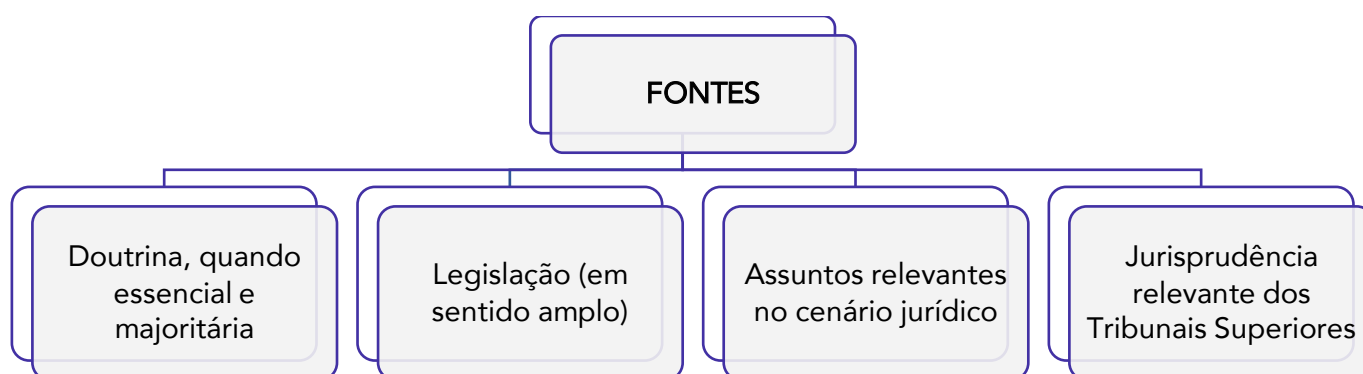 FONTES
Doutrina, quando
essencial e
majoritária
Legislação (em
sentido amplo)
Assuntos relevantes
no cenário jurídico
Jurisprudência
relevante dos
Tribunais Superiores